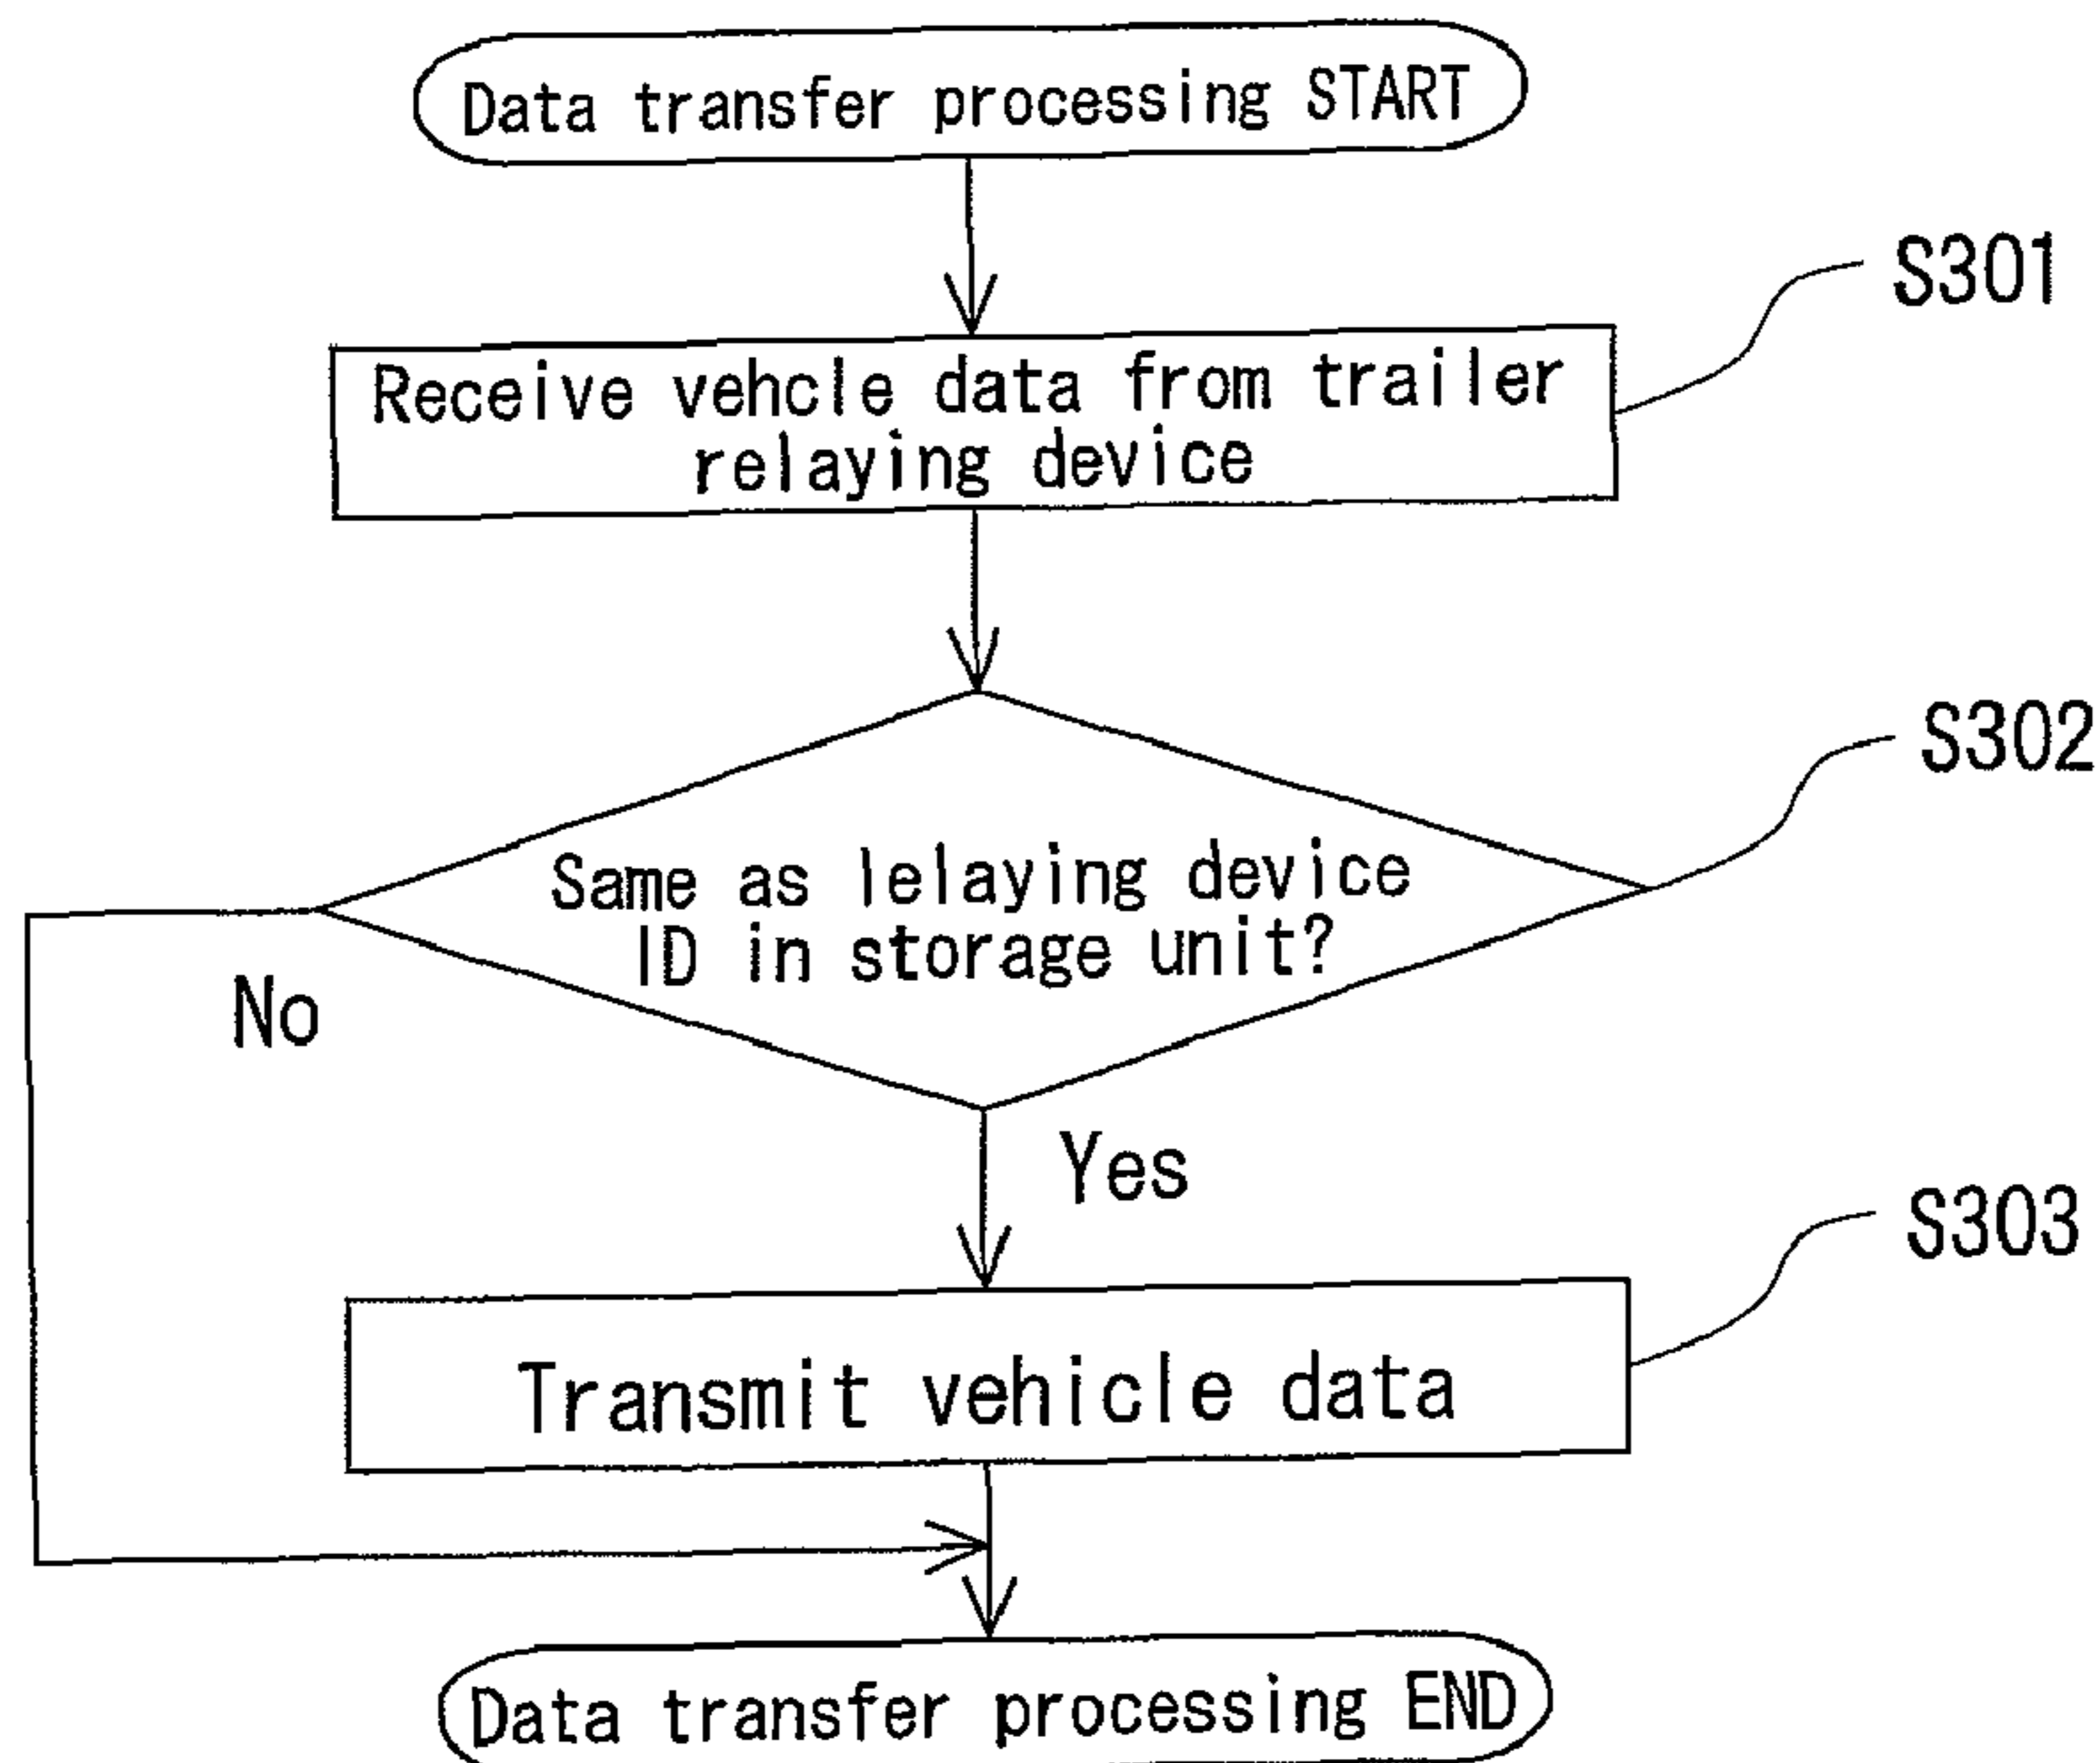 Data transfer processing START
S301
Receive vehcle data from trailer
relaying device
S302
Same as lelaying device
ID in storage unit?
No
Yes
S303
Transmit vehicle data
Data transfer processing END